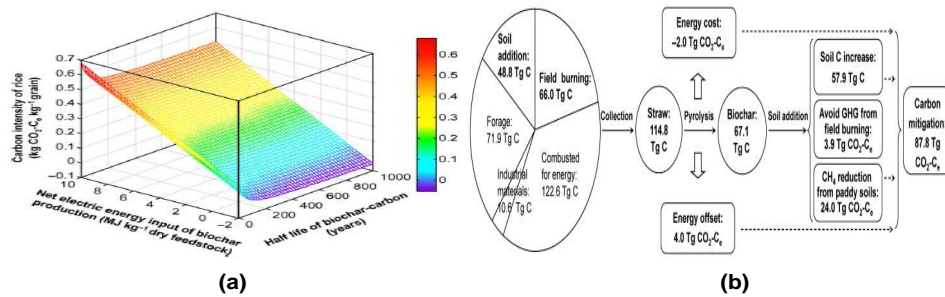 0.7
0.6
0.5
0.4
0.3
0.2
0.1
0
−0.1
Carbon intensity of rice
(kg CO₂-Cₑ kg⁻¹ grain)
10
8
6
4
2
0
−2
Net electric energy input of biochar
production (MJ kg⁻¹ dry feedstock)
0
200
400
600
800
1000
Half life of biochar-carbon
(years)
0.6
0.5
0.4
0.3
0.2
0.1
0
(a)
Soil
addition:
48.8 Tg C
Field burning:
66.0 Tg C
Forage:
71.9 Tg C
Industrial
materials:
10.6 Tg C
Combusted
for energy:
122.6 Tg C
Collection
Straw:
114.8
Tg C
Pyrolysis
Energy cost:
−2.0 Tg CO₂-Cₑ
Energy offset:
4.0 Tg CO₂-Cₑ
Biochar:
67.1
Tg C
Soil addition
Soil C increase:
57.9 Tg C
Avoid GHG from
field burning:
3.9 Tg CO₂-Cₑ
CH₄ reduction
from paddy soils:
24.0 Tg CO₂-Cₑ
Carbon
mitigation
87.8 Tg
CO₂-Cₑ
(b)